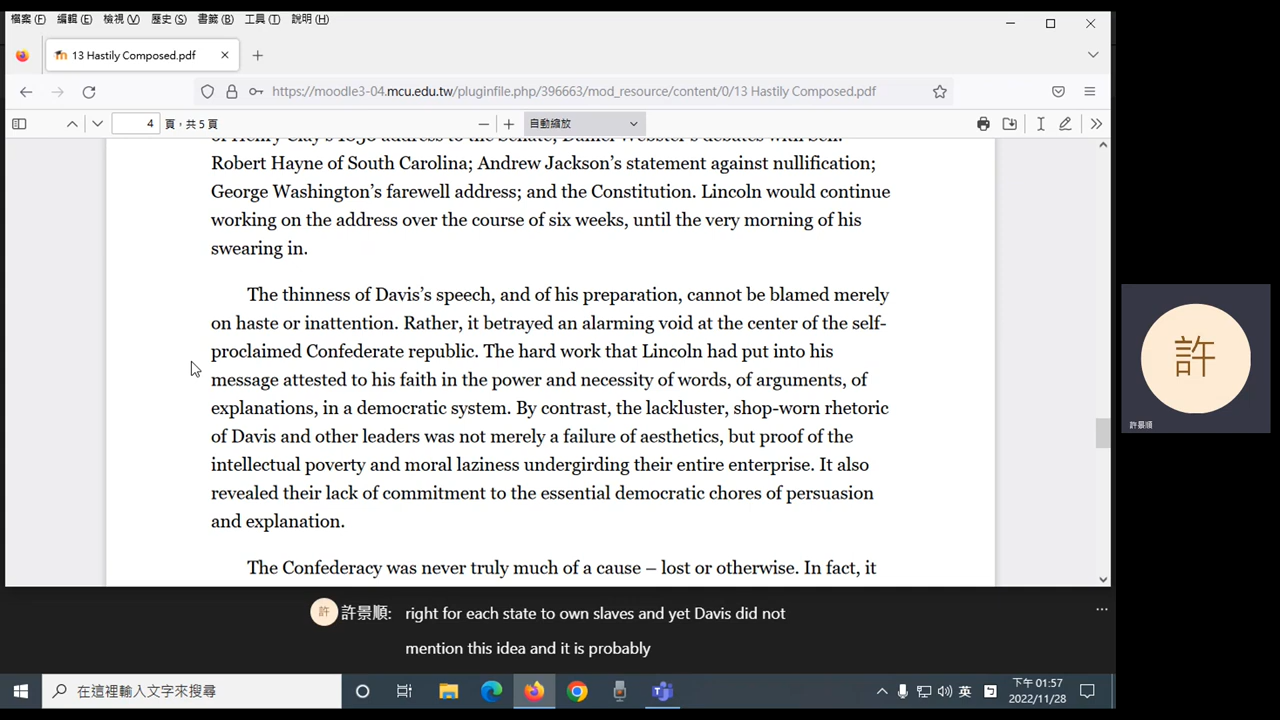 檔案(F) 編輯(E) 檢視(V) 歷史(S) 書籤(B) 工具(T) 說明(H)
13 Hastily Composed.pdf
https://moodle3-04.mcu.edu.tw/pluginfile.php/396663/mod_resource/content/0/13 Hastily Composed.pdf
4 頁，共 5 頁
自動縮放
of Henry Clay's 1850 address to the Senate; Daniel Webster's debates with Sen.
Robert Hayne of South Carolina; Andrew Jackson's statement against nullification;
George Washington's farewell address; and the Constitution. Lincoln would continue
working on the address over the course of six weeks, until the very morning of his
swearing in.
The thinness of Davis's speech, and of his preparation, cannot be blamed merely
on haste or inattention. Rather, it betrayed an alarming void at the center of the self-
proclaimed Confederate republic. The hard work that Lincoln had put into his
message attested to his faith in the power and necessity of words, of arguments, of
explanations, in a democratic system. By contrast, the lackluster, shop-worn rhetoric
of Davis and other leaders was not merely a failure of aesthetics, but proof of the
intellectual poverty and moral laziness undergirding their entire enterprise. It also
revealed their lack of commitment to the essential democratic chores of persuasion
and explanation.
The Confederacy was never truly much of a cause – lost or otherwise. In fact, it
許
許景順
許 許景順: right for each state to own slaves and yet Davis did not
mention this idea and it is probably
在這裡輸入文字來搜尋
英
下午 01:57
2022/11/28